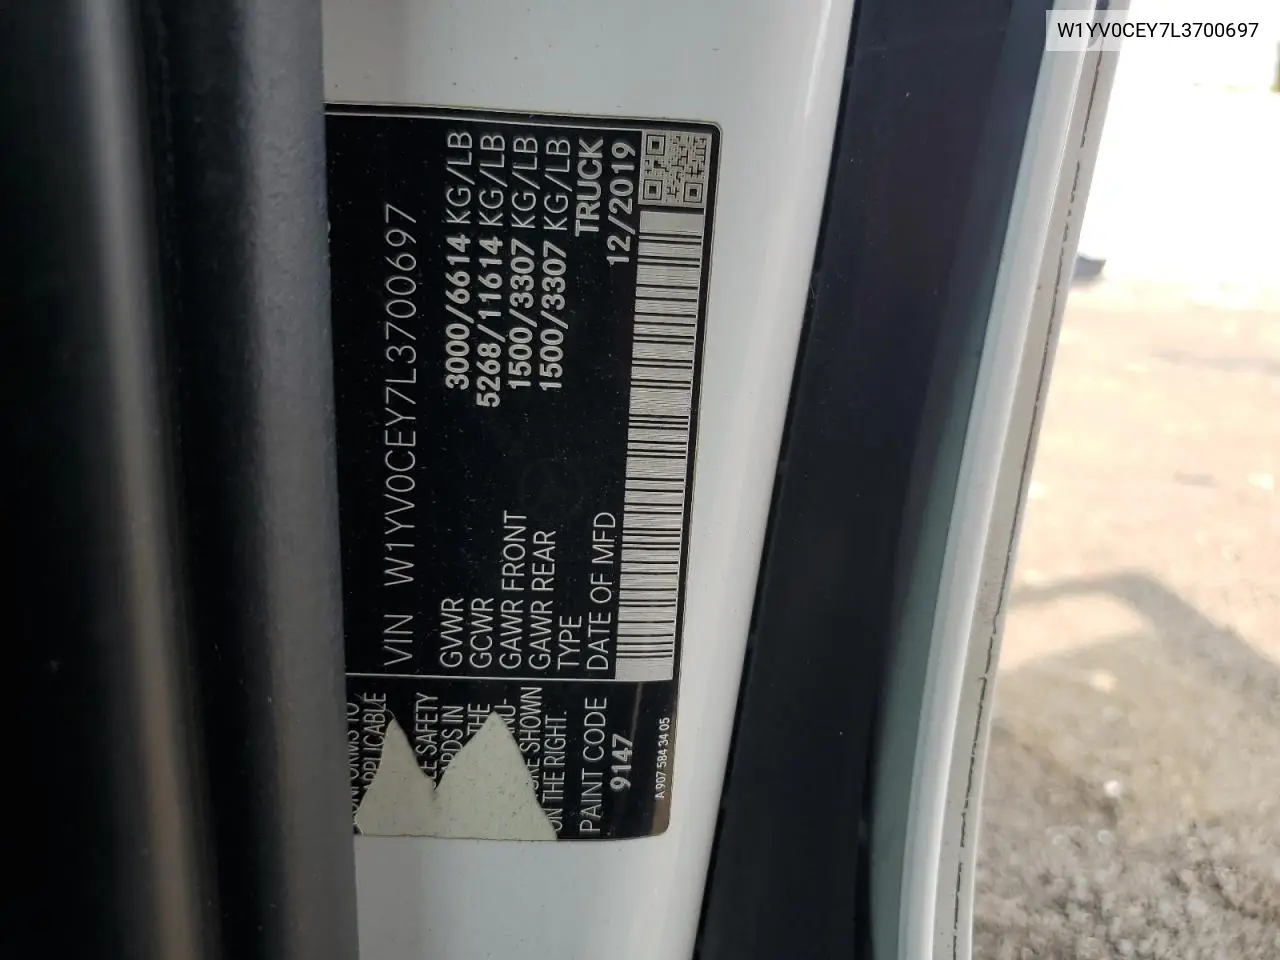 W1YV0CEY7L3700697
VIN W1YV0CEY7L3700697
GVWR 3000/6614 KG/LB
GCWR 5268/11614 KG/LB
GAWR FRONT 1500/3307 KG/LB
GAWR REAR 1500/3307 KG/LB
TYPE TRUCK
DATE OF MFD 12/2019
SAFETY
IN
THE
SHOWN
ON THE RIGHT.
PAINT CODE
9147
A 907 584 34 05